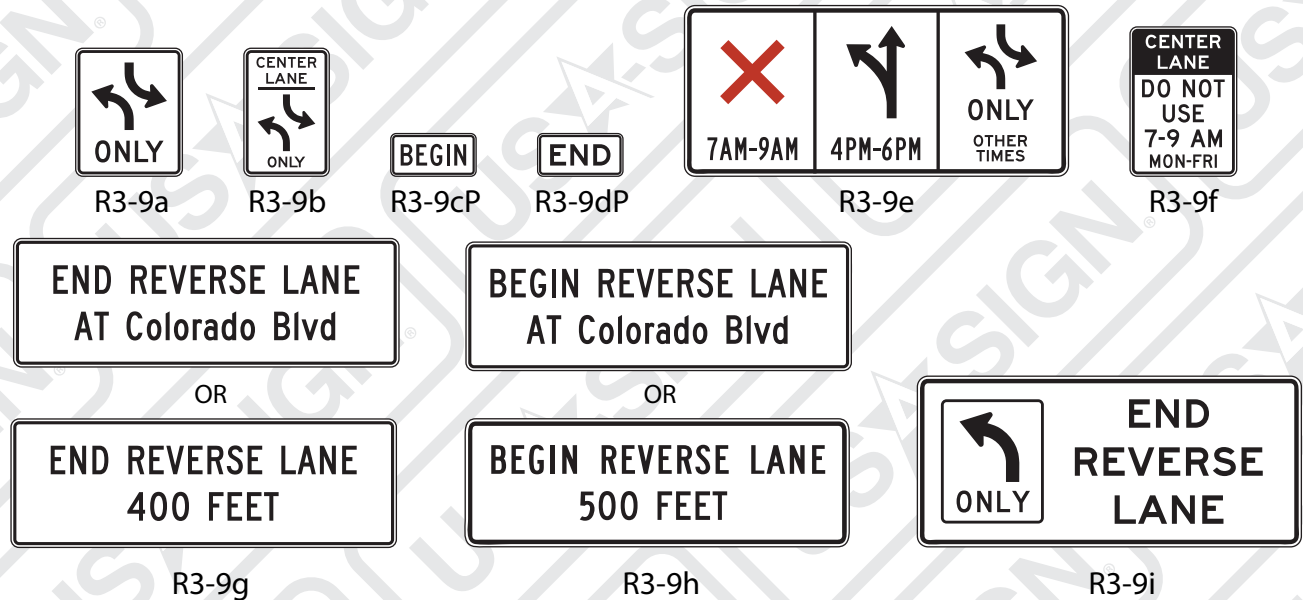 ONLY
R3-9a
CENTER
LANE
ONLY
R3-9b
BEGIN
R3-9cP
END
R3-9dP
7AM-9AM
4PM-6PM
ONLY
OTHER
TIMES
R3-9e
CENTER
LANE
DO NOT
USE
7-9 AM
MON-FRI
R3-9f
END REVERSE LANE
AT Colorado Blvd
OR
END REVERSE LANE
400 FEET
R3-9g
BEGIN REVERSE LANE
AT Colorado Blvd
OR
BEGIN REVERSE LANE
500 FEET
R3-9h
ONLY
END
REVERSE
LANE
R3-9i
USA-SIGN®